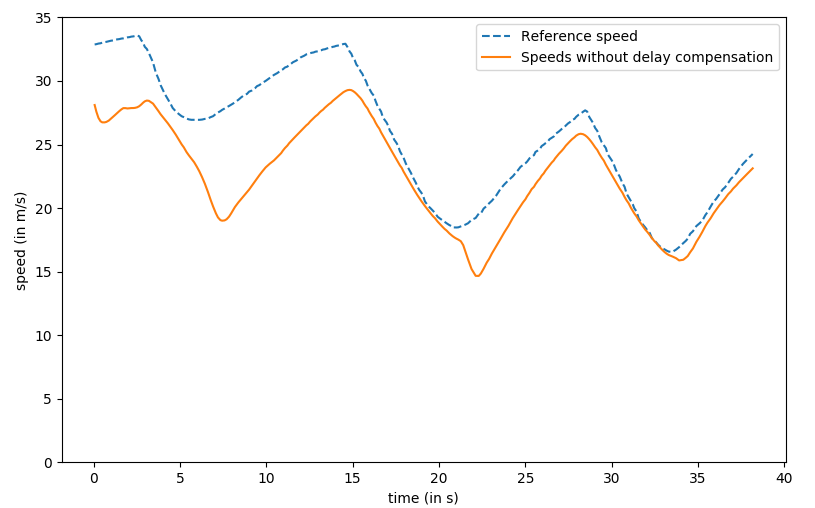 35
30
25
20
15
10
5
0
speed (in m/s)
Reference speed
Speeds without delay compensation
0 5 10 15 20 25 30 35 40
time (in s)